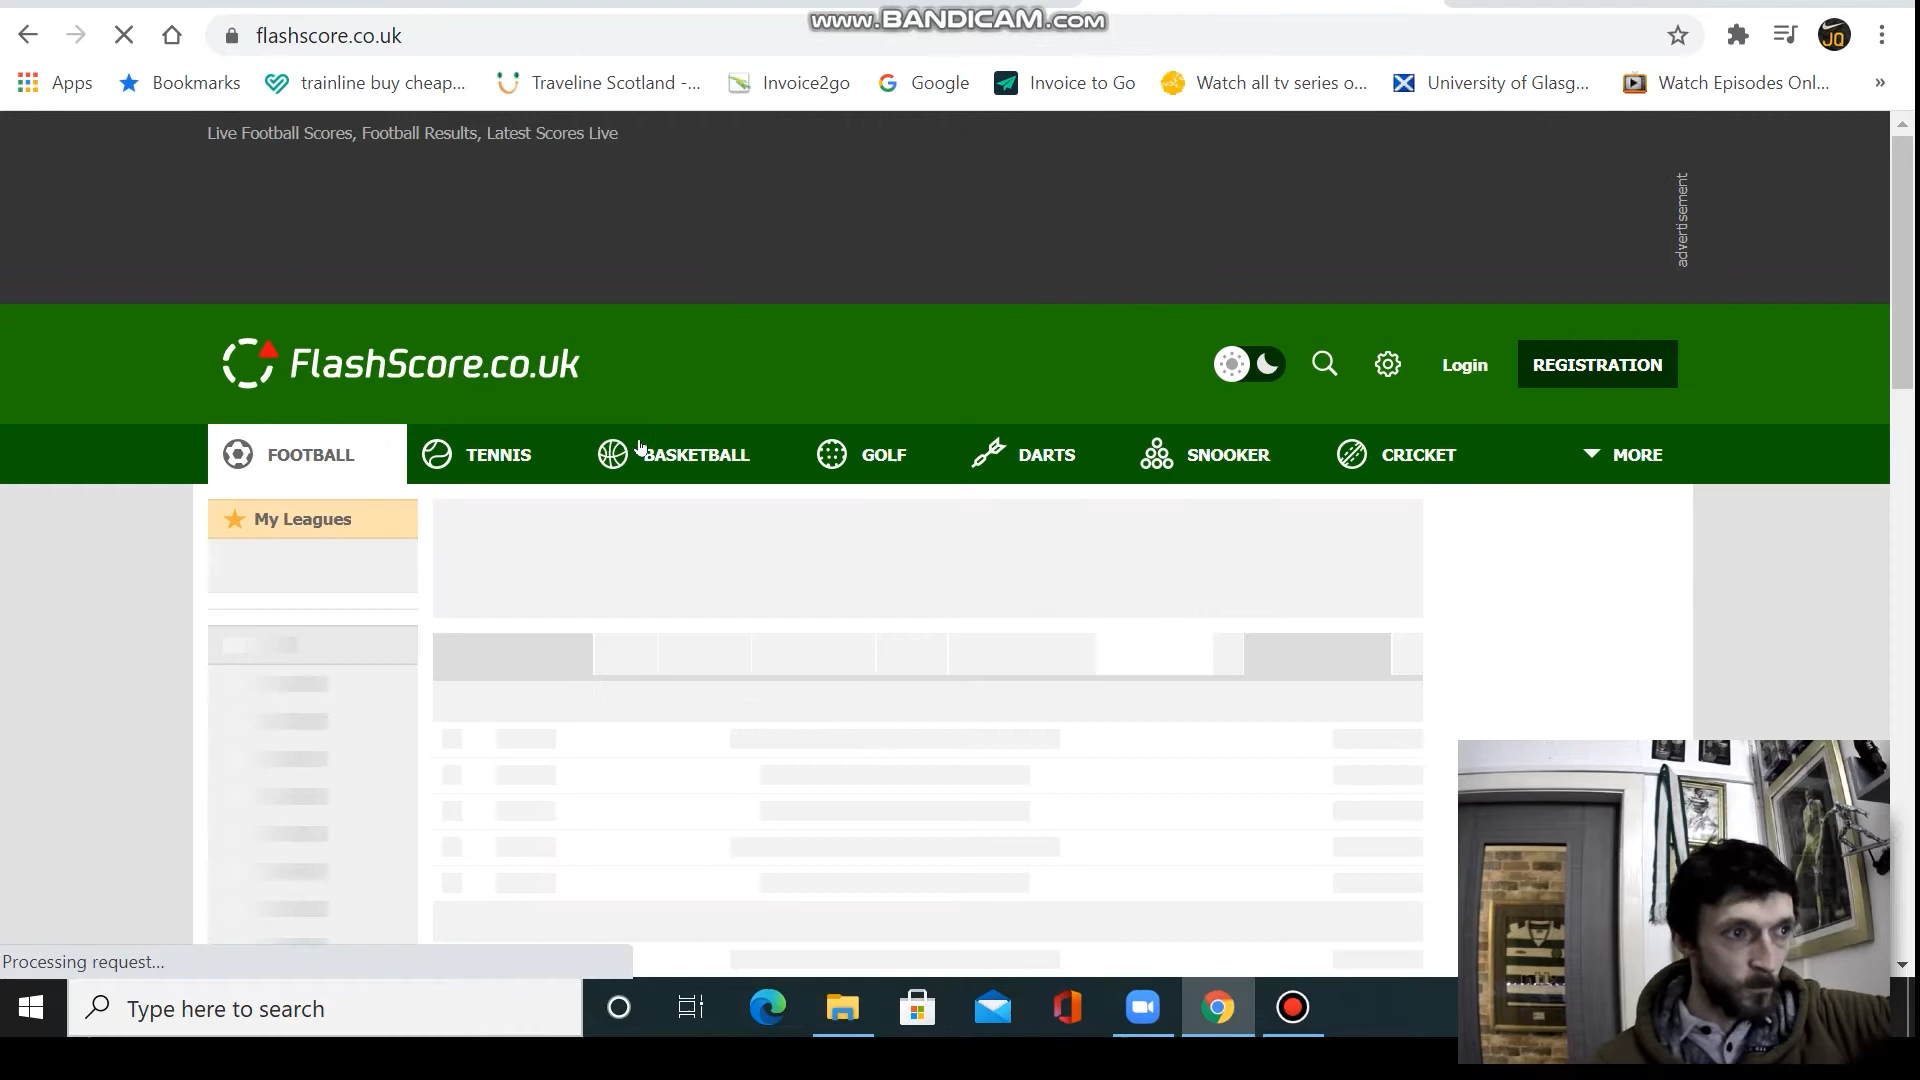 www.BANDICAM.com
flashscore.co.uk
JQ
Apps Bookmarks trainline buy cheap... Traveline Scotland -... Invoice2go Google Invoice to Go Watch all tv series o... University of Glasg... Watch Episodes Onl... »
Live Football Scores, Football Results, Latest Scores Live
advertisement
FlashScore.co.uk Login REGISTRATION
FOOTBALL TENNIS BASKETBALL GOLF DARTS SNOOKER CRICKET MORE
My Leagues
Processing request...
Type here to search